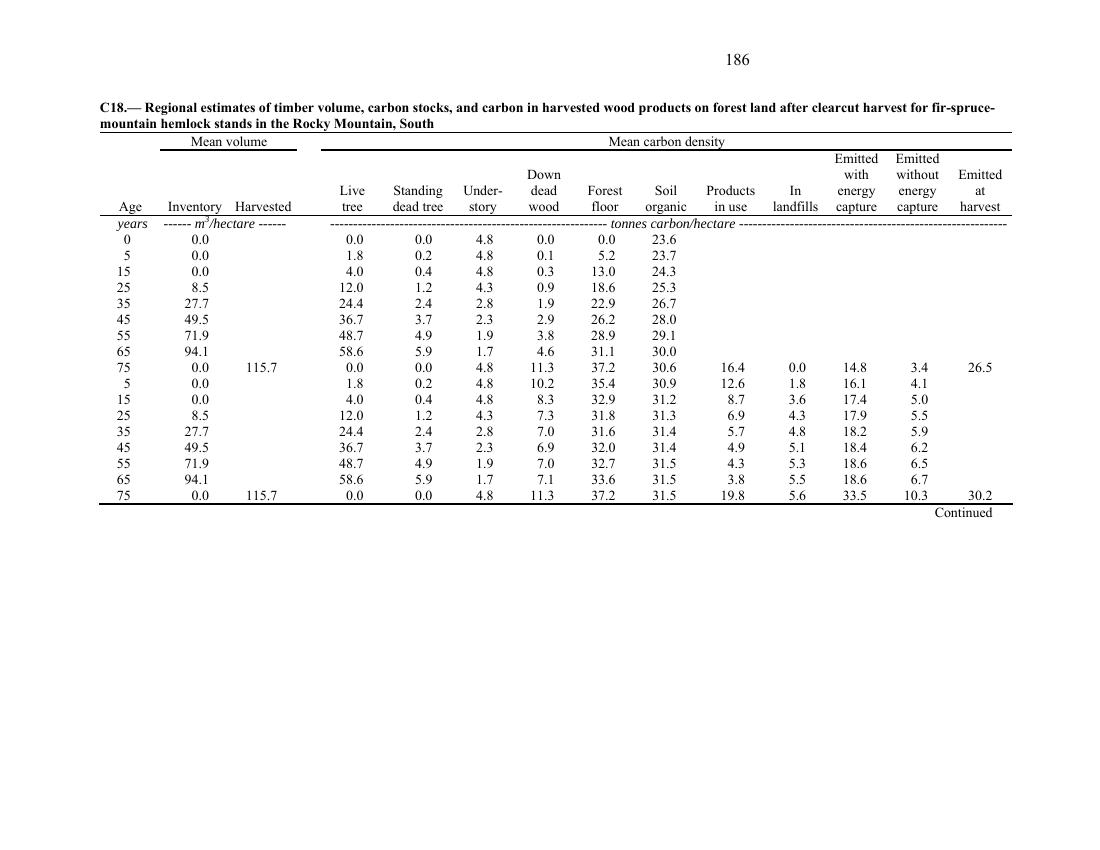 186
C18.— Regional estimates of timber volume, carbon stocks, and carbon in harvested wood products on forest land after clearcut harvest for fir-spruce-
mountain hemlock stands in the Rocky Mountain, South
Mean volume Mean carbon density
Emitted Emitted
Down with without Emitted
Live Standing Under- dead Forest Soil Products In energy energy at
Age Inventory Harvested tree dead tree story wood floor organic in use landfills capture capture harvest
years ------ m³/hectare ------ ------ tonnes carbon/hectare ------
0 0.0 0.0 0.0 4.8 0.0 0.0 23.6
5 0.0 1.8 0.2 4.8 0.1 5.2 23.7
15 0.0 4.0 0.4 4.8 0.3 13.0 24.3
25 8.5 12.0 1.2 4.3 0.9 18.6 25.3
35 27.7 24.4 2.4 2.8 1.9 22.9 26.7
45 49.5 36.7 3.7 2.3 2.9 26.2 28.0
55 71.9 48.7 4.9 1.9 3.8 28.9 29.1
65 94.1 58.6 5.9 1.7 4.6 31.1 30.0
75 0.0 115.7 0.0 0.0 4.8 11.3 37.2 30.6 16.4 0.0 14.8 3.4 26.5
5 0.0 1.8 0.2 4.8 10.2 35.4 30.9 12.6 1.8 16.1 4.1
15 0.0 4.0 0.4 4.8 8.3 32.9 31.2 8.7 3.6 17.4 5.0
25 8.5 12.0 1.2 4.3 7.3 31.8 31.3 6.9 4.3 17.9 5.5
35 27.7 24.4 2.4 2.8 7.0 31.6 31.4 5.7 4.8 18.2 5.9
45 49.5 36.7 3.7 2.3 6.9 32.0 31.4 4.9 5.1 18.4 6.2
55 71.9 48.7 4.9 1.9 7.0 32.7 31.5 4.3 5.3 18.6 6.5
65 94.1 58.6 5.9 1.7 7.1 33.6 31.5 3.8 5.5 18.6 6.7
75 0.0 115.7 0.0 0.0 4.8 11.3 37.2 31.5 19.8 5.6 33.5 10.3 30.2
Continued